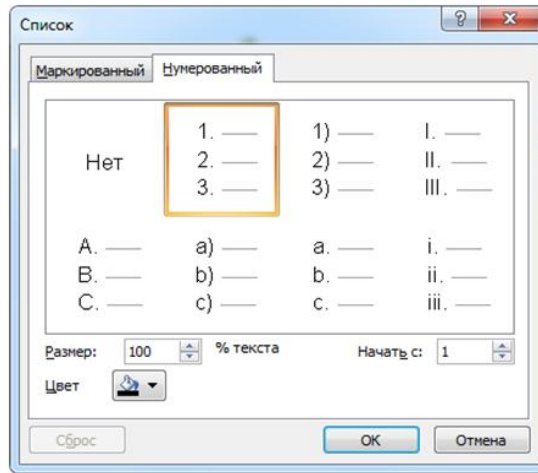 Список
Маркированный Нумерованный
Нет
1.
2.
3.
1)
2)
3)
I.
II.
III.
A.
B.
C.
a)
b)
c)
a.
b.
c.
i.
ii.
iii.
Размер: 100 % текста Начать с: 1
Цвет
Сброс ОК Отмена